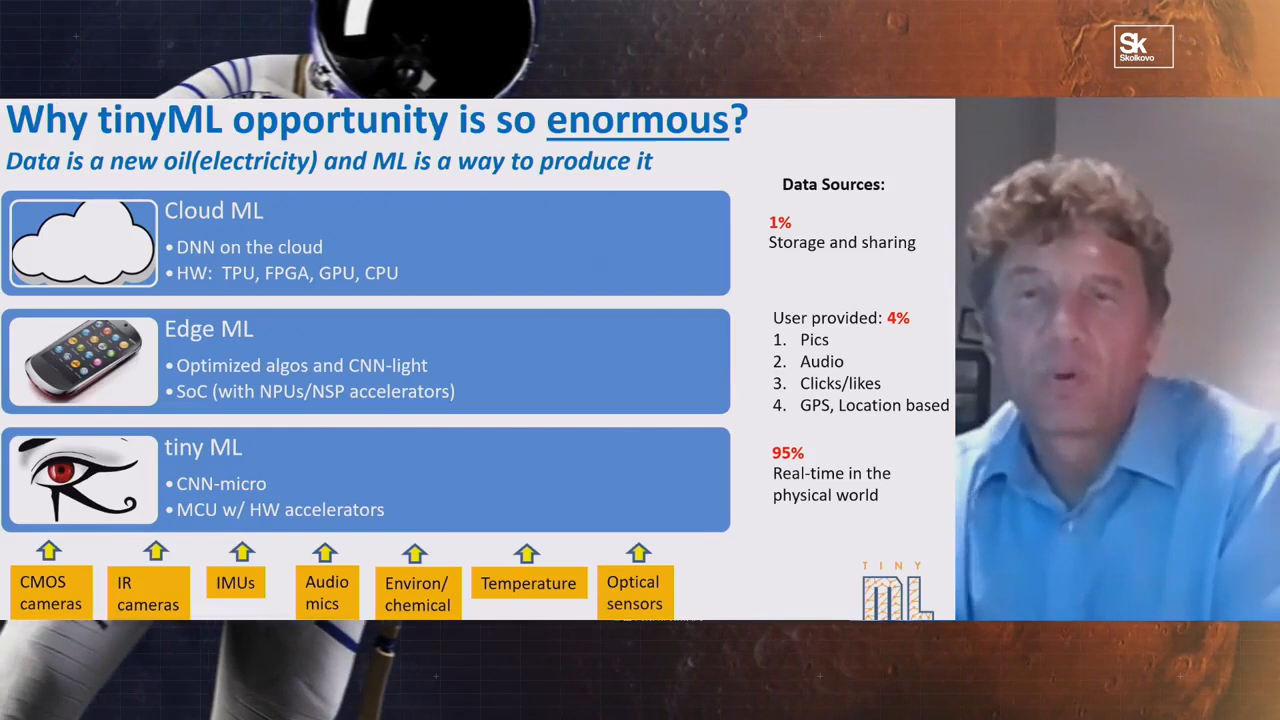 Sk
Skolkovo
Why tinyML opportunity is so enormous?
Data is a new oil(electricity) and ML is a way to produce it
Cloud ML
•DNN on the cloud
•HW: TPU, FPGA, GPU, CPU
Edge ML
•Optimized algos and CNN-light
•SoC (with NPUs/NSP accelerators)
tiny ML
•CNN-micro
•MCU w/ HW accelerators
CMOS
cameras
IR
cameras
IMUs
Audio
mics
Environ/
chemical
Temperature
Optical
sensors
Data Sources:
1%
Storage and sharing
User provided: 4%
1. Pics
2. Audio
3. Clicks/likes
4. GPS, Location based
95%
Real-time in the
physical world
TINY
ML